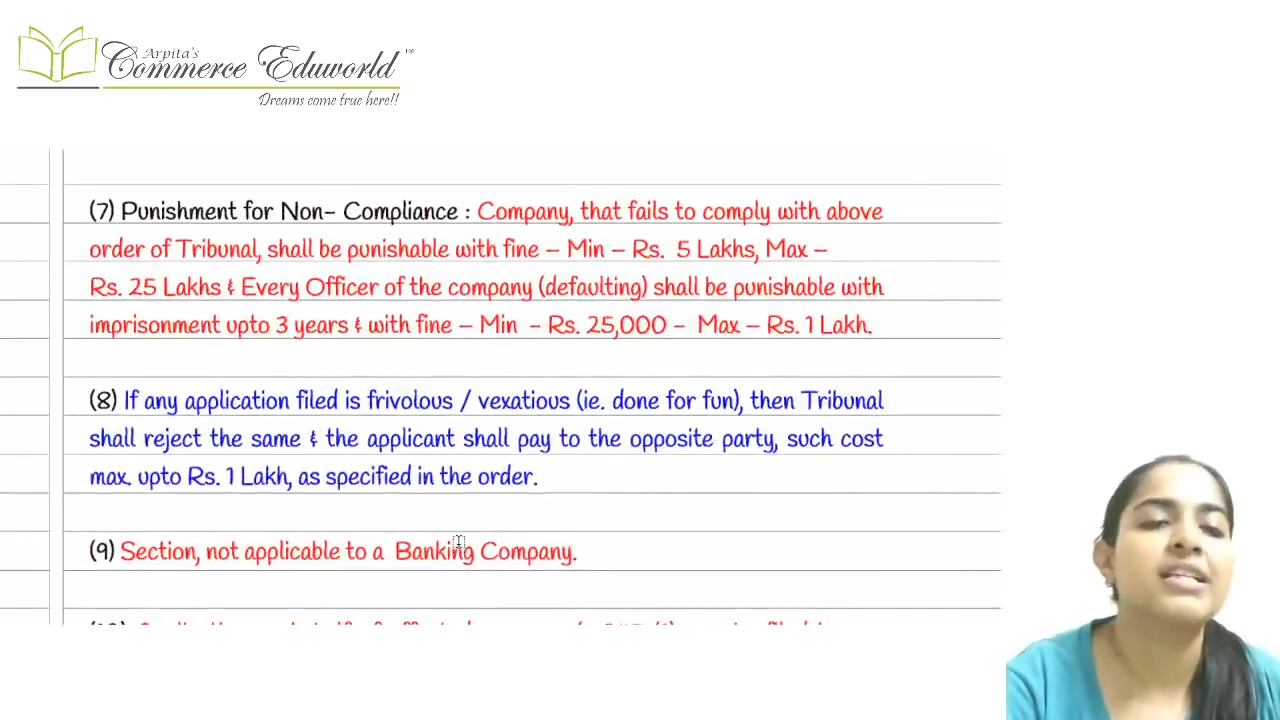 Arpita's
Commerce Eduworld™
Dreams come true here!!
(7) Punishment for Non- Compliance : Company, that fails to comply with above
order of Tribunal, shall be punishable with fine – Min – Rs. 5 Lakhs, Max –
Rs. 25 Lakhs & Every Officer of the company (defaulting) shall be punishable with
imprisonment upto 3 years & with fine – Min - Rs. 25,000 - Max – Rs. 1 Lakh.
(8) If any application filed is frivolous / vexatious (ie. done for fun), then Tribunal
shall reject the same & the applicant shall pay to the opposite party, such cost
max. upto Rs. 1 Lakh, as specified in the order.
(9) Section, not applicable to a Banking Company.